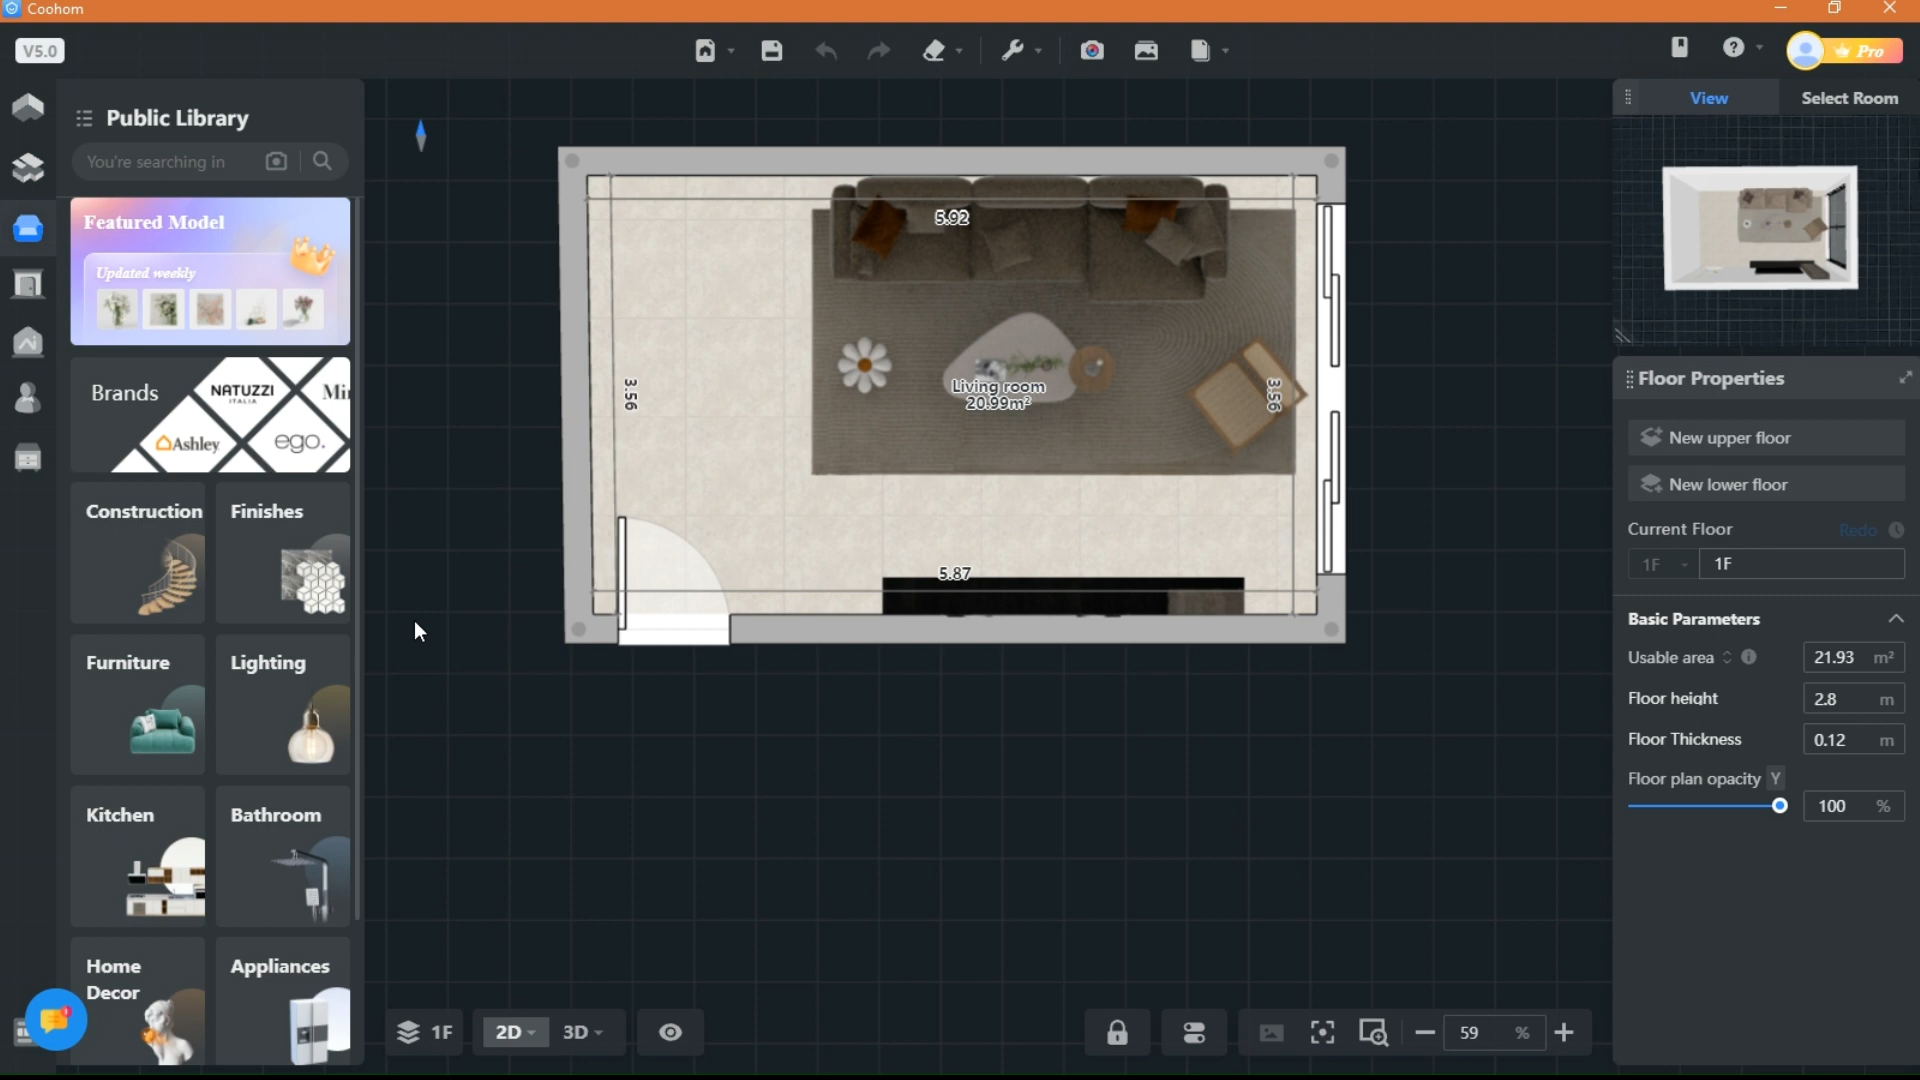 Coohom
V5.0
Pro
Public Library
You're searching in
Featured Model
Updated weekly
Brands
NATUZZI
ITALIA
Ashley
ego.
Construction
Finishes
Furniture
Lighting
Kitchen
Bathroom
Home
Decor
Appliances
5.92
3.56
3.56
Living room
20.99m²
5.87
View
Select Room
Floor Properties
New upper floor
New lower floor
Current Floor
Redo
1F
1F
Basic Parameters
Usable area
21.93 m²
Floor height
2.8 m
Floor Thickness
0.12 m
Floor plan opacity Y
100 %
1F
2D
3D
59 %